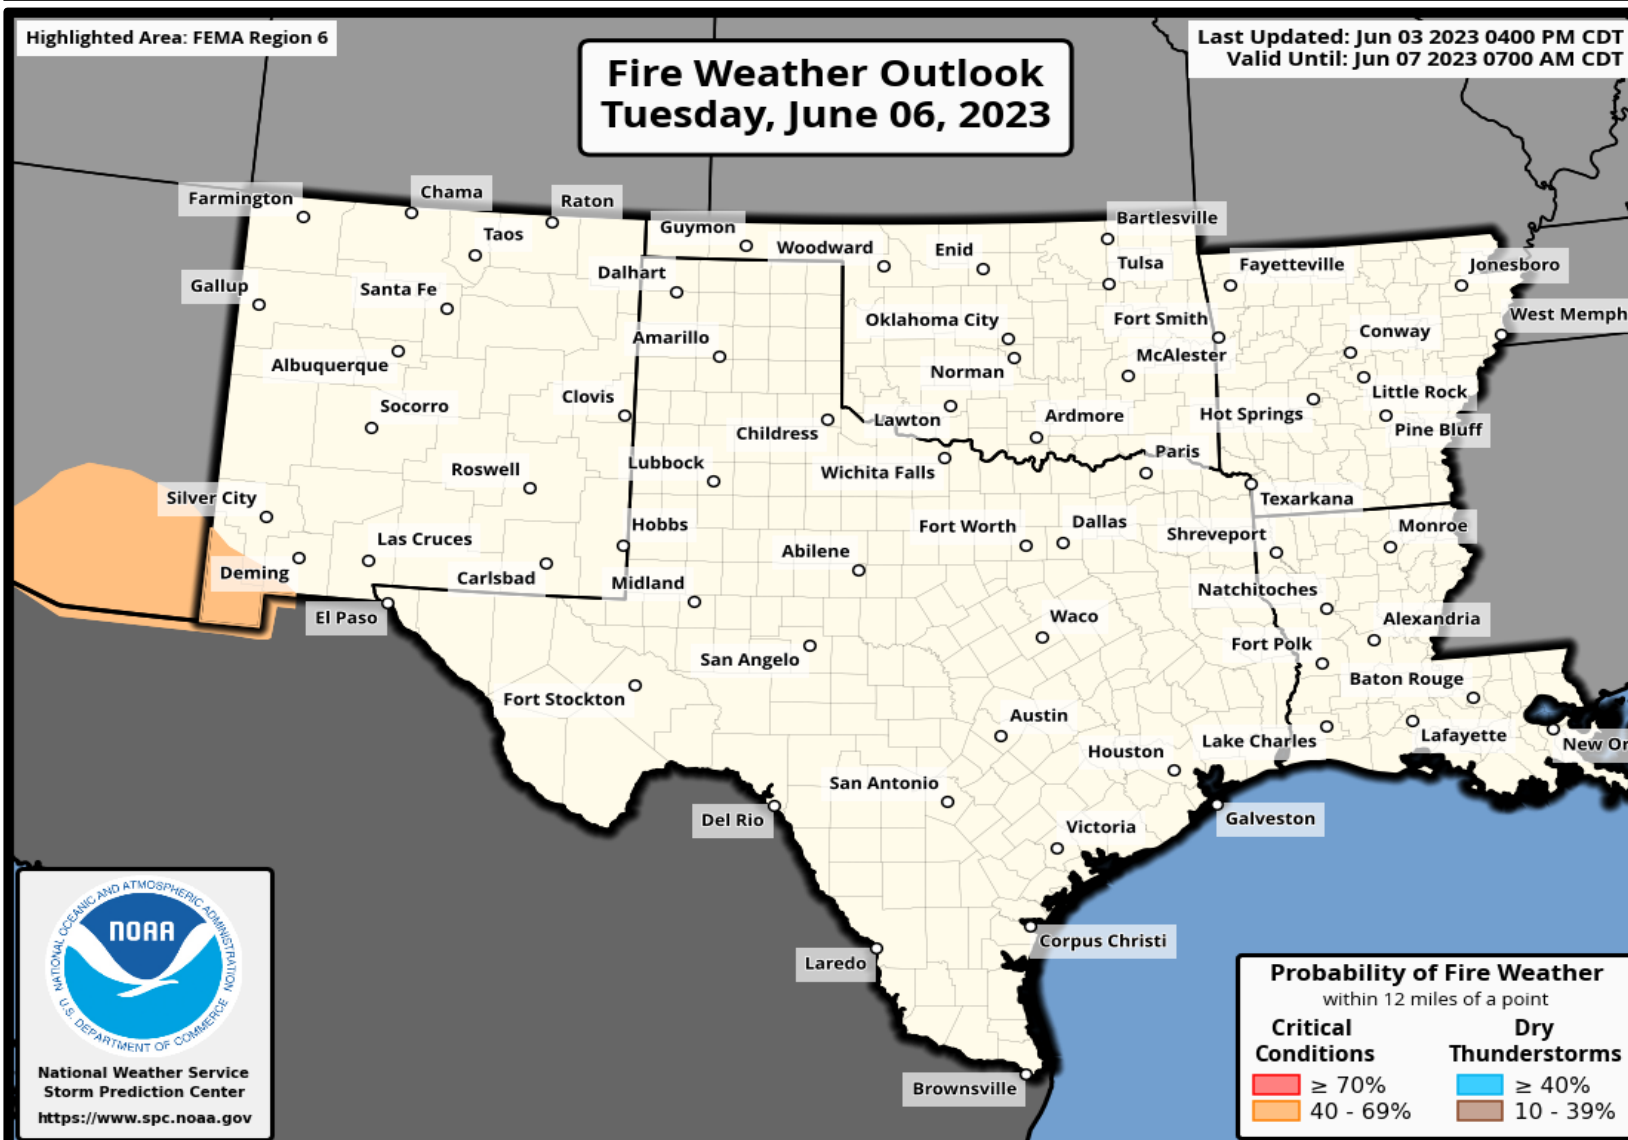 Highlighted Area: FEMA Region 6
Last Updated: Jun 03 2023 0400 PM CDT
Valid Until: Jun 07 2023 0700 AM CDT
Fire Weather Outlook
Tuesday, June 06, 2023
Farmington
Chama
Raton
Taos
Guymon
Woodward
Enid
Bartlesville
Tulsa
Fayetteville
Jonesboro
Gallup
Santa Fe
Dalhart
Oklahoma City
Fort Smith
West Memph
Amarillo
Conway
Albuquerque
Norman
McAlester
Little Rock
Socorro
Clovis
Childress
Lawton
Ardmore
Hot Springs
Pine Bluff
Roswell
Lubbock
Wichita Falls
Paris
Silver City
Texarkana
Las Cruces
Hobbs
Abilene
Fort Worth
Dallas
Shreveport
Monroe
Deming
Carlsbad
Midland
Natchitoches
El Paso
Waco
Alexandria
San Angelo
Fort Polk
Fort Stockton
Baton Rouge
Austin
Houston
Lake Charles
Lafayette
New Or
San Antonio
Del Rio
Victoria
Galveston
Corpus Christi
Laredo
Brownsville
NATIONAL OCEANIC AND ATMOSPHERIC ADMINISTRATION
NOAA
U.S. DEPARTMENT OF COMMERCE
National Weather Service
Storm Prediction Center
https://www.spc.noaa.gov
Probability of Fire Weather
within 12 miles of a point
Critical Conditions
≥ 70%
40 - 69%
Dry Thunderstorms
≥ 40%
10 - 39%